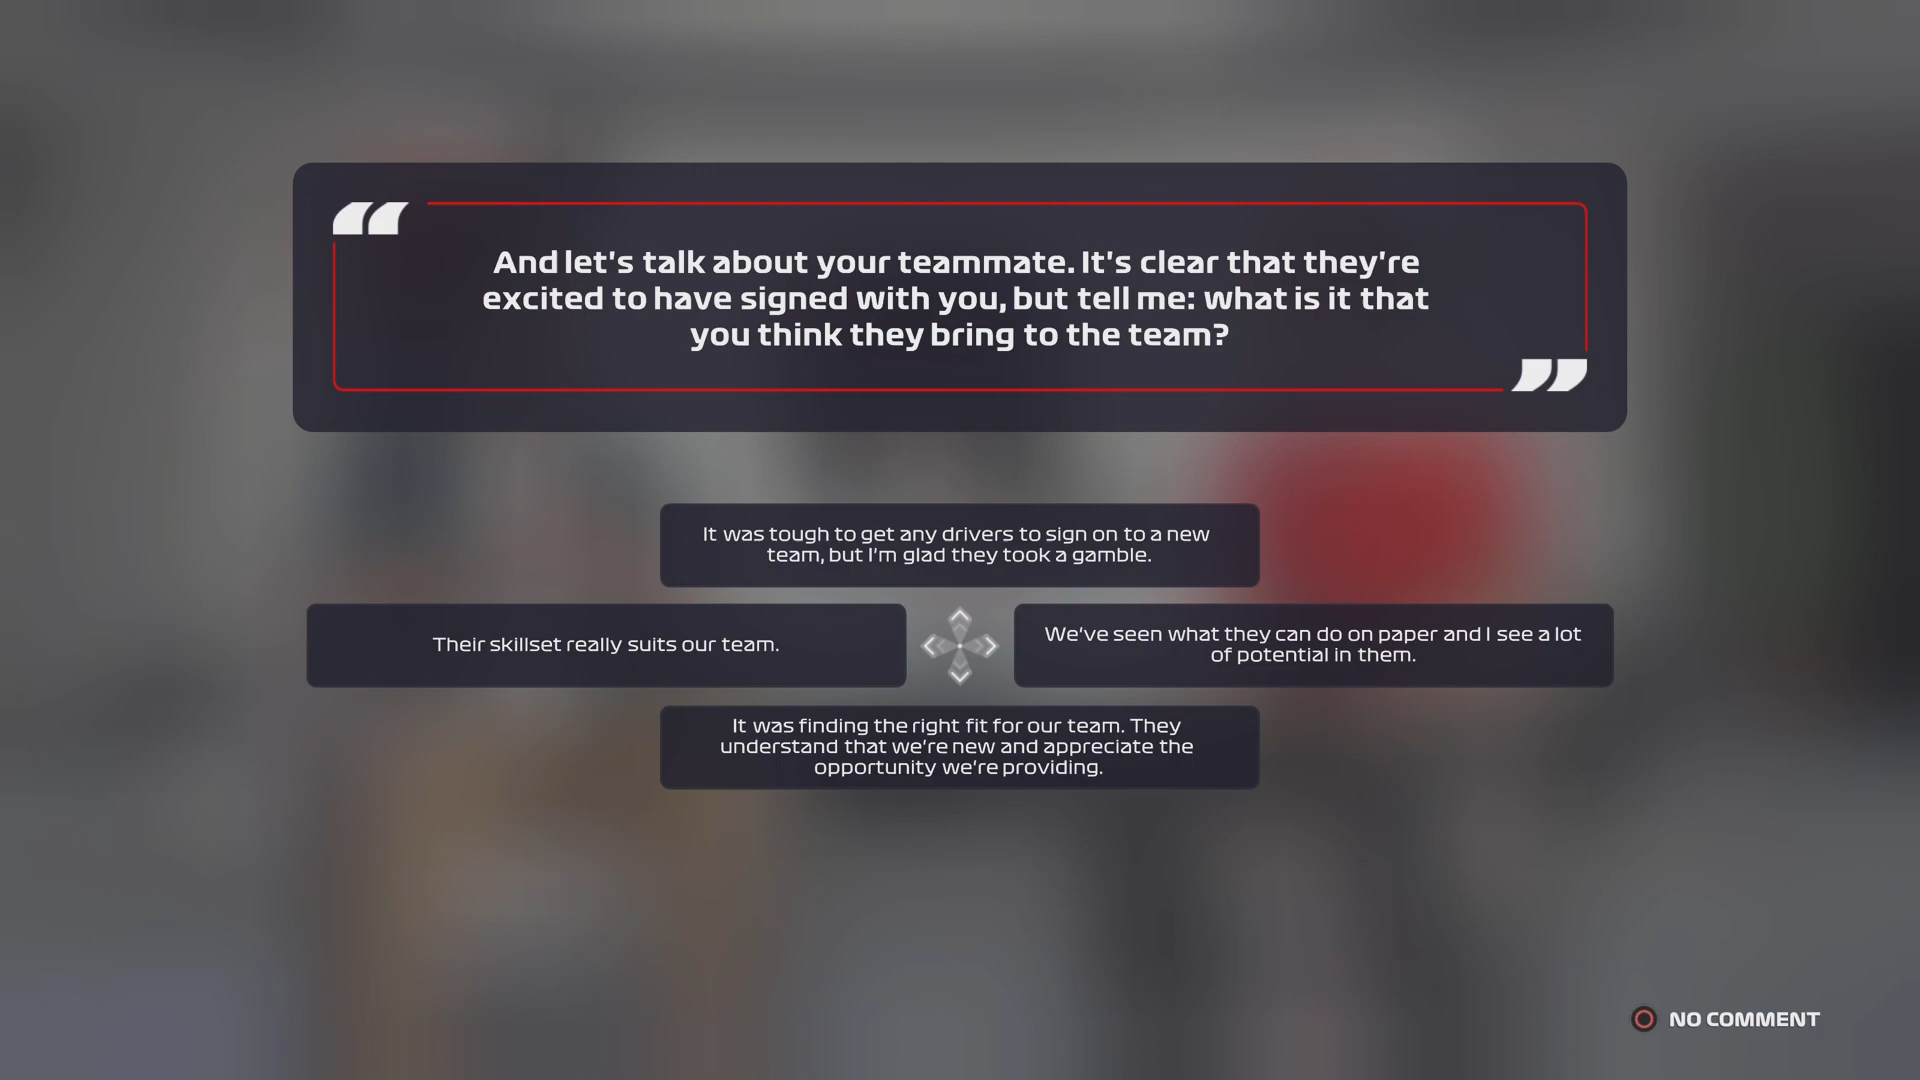 And let's talk about your teammate. It's clear that they're
excited to have signed with you, but tell me: what is it that
you think they bring to the team?
It was tough to get any drivers to sign on to a new
team, but I'm glad they took a gamble.
Their skillset really suits our team.
We've seen what they can do on paper and I see a lot
of potential in them.
It was finding the right fit for our team. They
understand that we're new and appreciate the
opportunity we're providing.
NO COMMENT